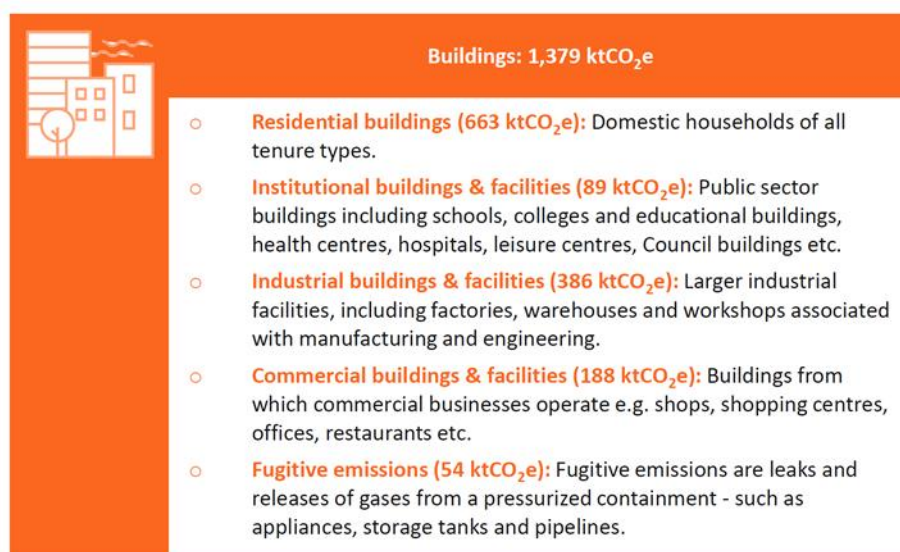 Buildings: 1,379 ktCO₂e
○ Residential buildings (663 ktCO₂e): Domestic households of all
tenure types.
○ Institutional buildings & facilities (89 ktCO₂e): Public sector
buildings including schools, colleges and educational buildings,
health centres, hospitals, leisure centres, Council buildings etc.
○ Industrial buildings & facilities (386 ktCO₂e): Larger industrial
facilities, including factories, warehouses and workshops associated
with manufacturing and engineering.
○ Commercial buildings & facilities (188 ktCO₂e): Buildings from
which commercial businesses operate e.g. shops, shopping centres,
offices, restaurants etc.
○ Fugitive emissions (54 ktCO₂e): Fugitive emissions are leaks and
releases of gases from a pressurized containment - such as
appliances, storage tanks and pipelines.